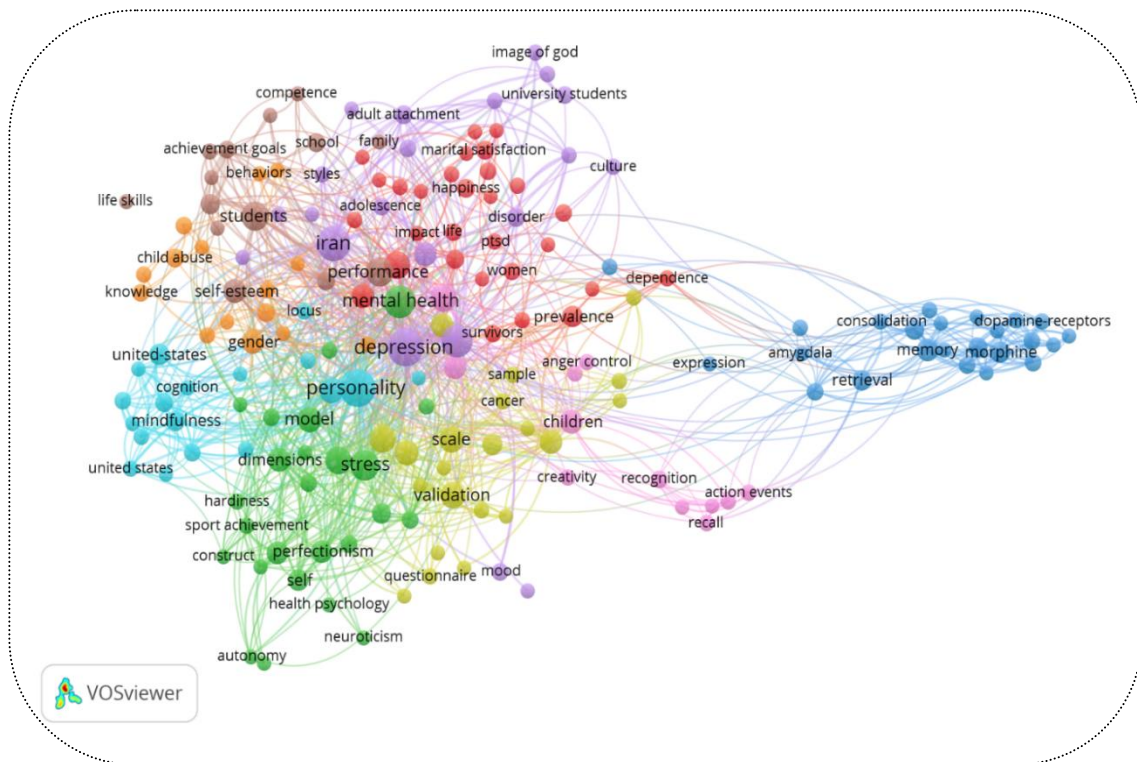 image of god
university students
competence
adult attachment
school
family
achievement goals
marital satisfaction
behaviors
styles
culture
happiness
life skills
adolescence
students
disorder
impact life
iran
ptsd
child abuse
performance
women
dependence
knowledge
self-esteem
mental health
locus
prevalence
survivors
consolidation
dopamine-receptors
gender
depression
united-states
memory
morphine
amygdala
anger control
expression
sample
retrieval
cognition
personality
cancer
mindfulness
model
children
scale
dimensions
stress
united states
creativity
recognition
validation
action events
hardiness
recall
sport achievement
construct
perfectionism
mood
questionnaire
self
health psychology
neuroticism
autonomy
VOSviewer